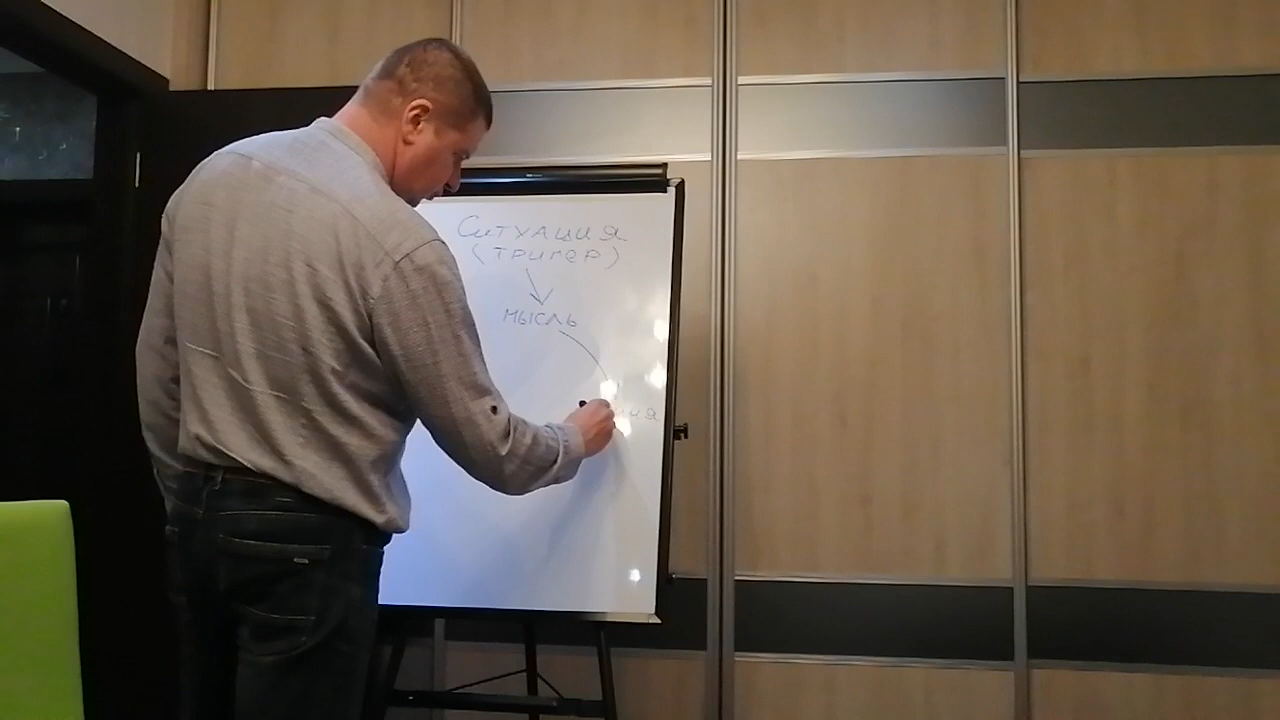 Ситуация
(тригер)
мысль